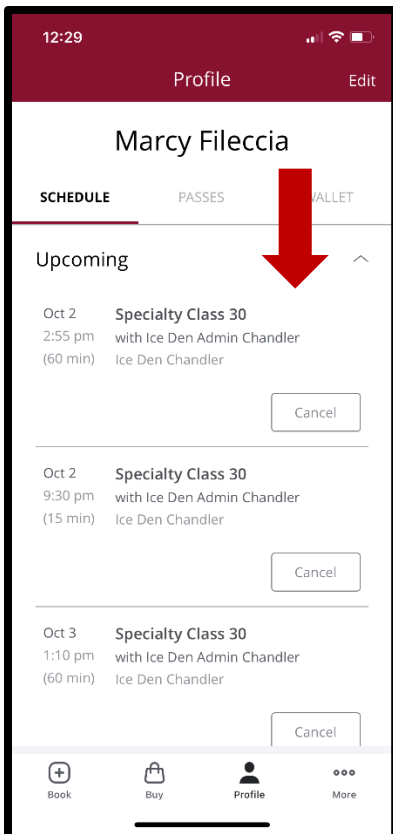 12:29
Profile
Edit
Marcy Fileccia
SCHEDULE PASSES WALLET
Upcoming
Oct 2 Specialty Class 30
2:55 pm with Ice Den Admin Chandler
(60 min) Ice Den Chandler
Cancel
Oct 2 Specialty Class 30
9:30 pm with Ice Den Admin Chandler
(15 min) Ice Den Chandler
Cancel
Oct 3 Specialty Class 30
1:10 pm with Ice Den Admin Chandler
(60 min) Ice Den Chandler
Cancel
Book Buy Profile More